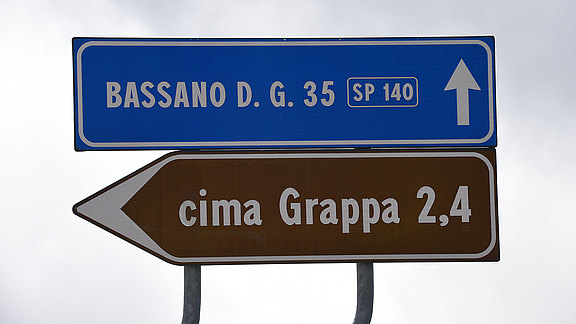 BASSANO D. G. 35 SP 140
cima Grappa 2,4